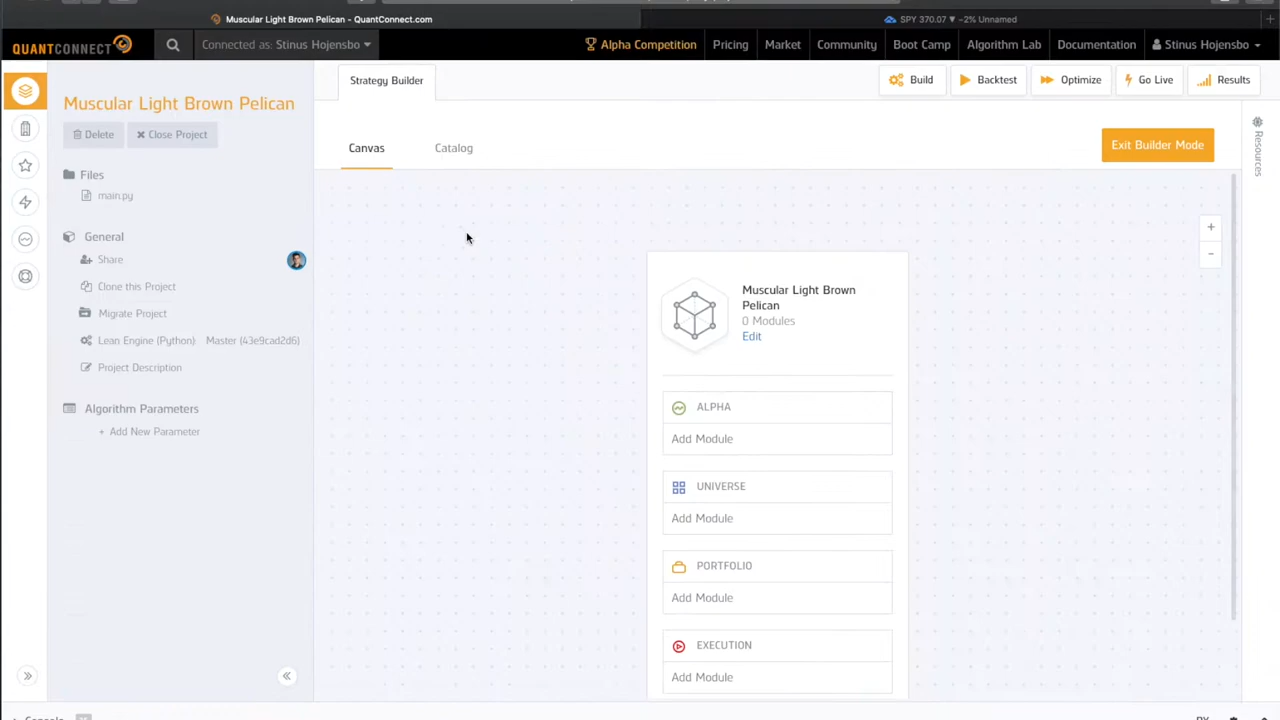 Muscular Light Brown Pelican - QuantConnect.com
SPY 370.07 ▼ −2% Unnamed
QUANTCONNECT
Connected as: Stinus Hojensbo
Alpha Competition
Pricing
Market
Community
Boot Camp
Algorithm Lab
Documentation
Stinus Hojensbo
Muscular Light Brown Pelican
Delete
Close Project
Files
main.py
General
Share
Clone this Project
Migrate Project
Lean Engine (Python) Master (43e9cad2d6)
Project Description
Algorithm Parameters
+ Add New Parameter
Strategy Builder
Build
Backtest
Optimize
Go Live
Results
Canvas
Catalog
Exit Builder Mode
Resources
+
-
Muscular Light Brown
Pelican
0 Modules
Edit
ALPHA
Add Module
UNIVERSE
Add Module
PORTFOLIO
Add Module
EXECUTION
Add Module